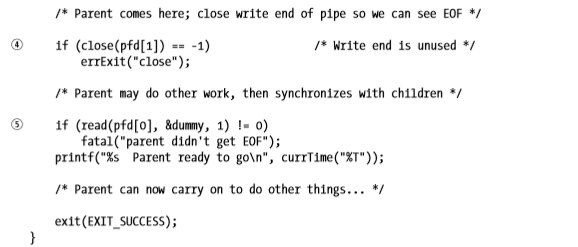 /* Parent comes here; close write end of pipe so we can see EOF */
④ if (close(pfd[1]) == -1) /* Write end is unused */
errExit("close");
/* Parent may do other work, then synchronizes with children */
⑤ if (read(pfd[0], &dummy, 1) != 0)
fatal("parent didn't get EOF");
printf("%s Parent ready to go\n", currTime("%T"));
/* Parent can now carry on to do other things... */
exit(EXIT_SUCCESS);
}